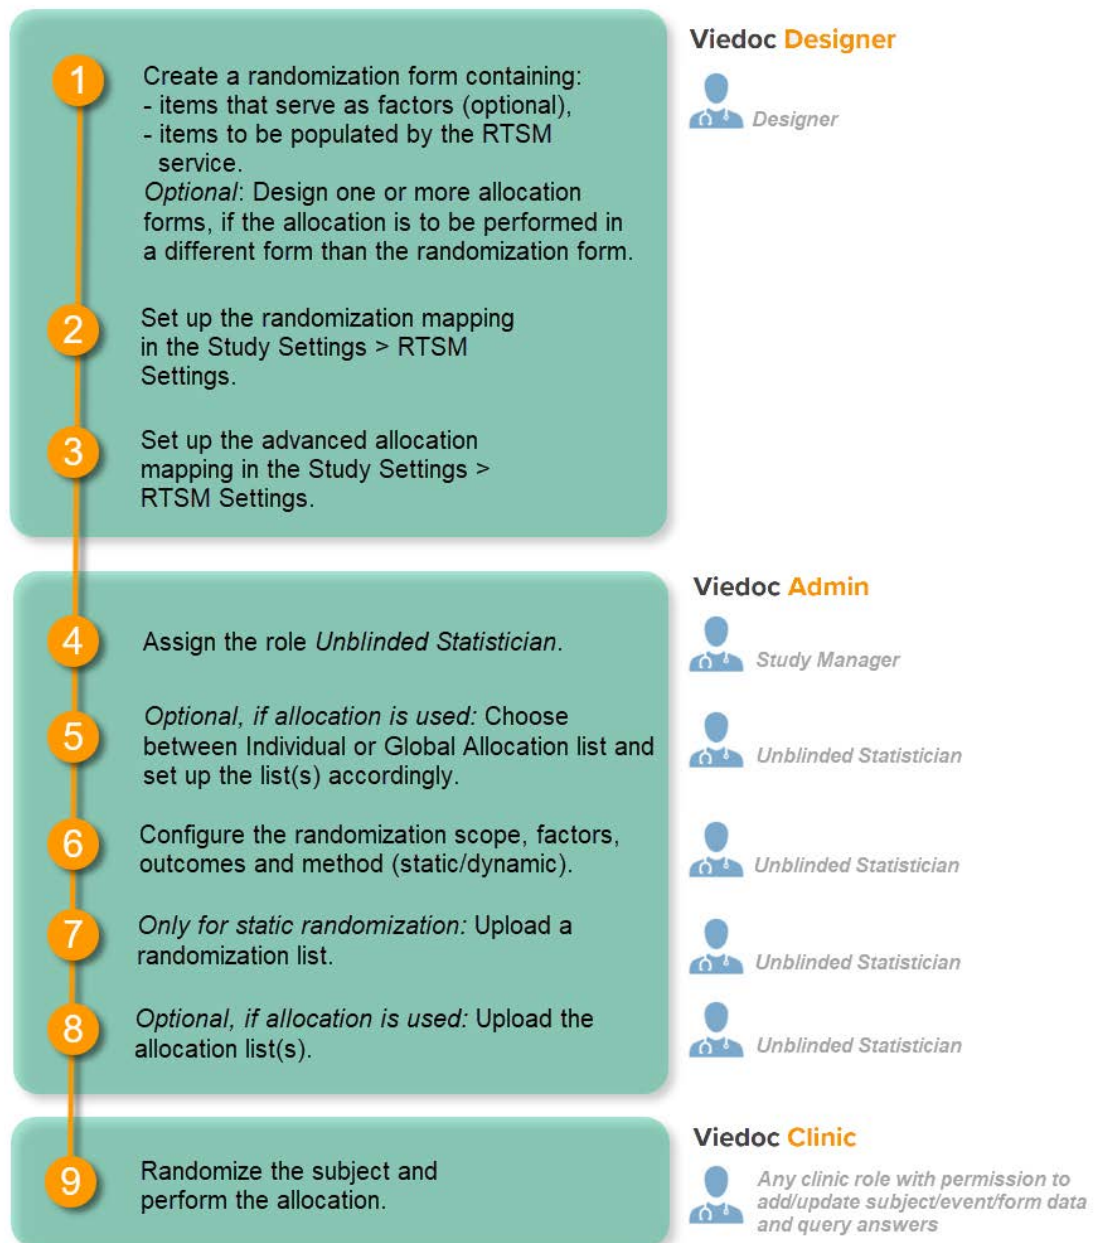 Viedoc Designer
Designer
1
Create a randomization form containing:
- items that serve as factors (optional),
- items to be populated by the RTSM
service.
Optional: Design one or more allocation
forms, if the allocation is to be performed in
a different form than the randomization form.
2
Set up the randomization mapping
in the Study Settings > RTSM
Settings.
3
Set up the advanced allocation
mapping in the Study Settings >
RTSM Settings.
Viedoc Admin
4
Assign the role Unblinded Statistician.
Study Manager
5
Optional, if allocation is used: Choose
between Individual or Global Allocation list and
set up the list(s) accordingly.
Unblinded Statistician
6
Configure the randomization scope, factors,
outcomes and method (static/dynamic).
Unblinded Statistician
7
Only for static randomization: Upload a
randomization list.
Unblinded Statistician
8
Optional, if allocation is used: Upload the
allocation list(s).
Unblinded Statistician
Viedoc Clinic
9
Randomize the subject and
perform the allocation.
Any clinic role with permission to
add/update subject/event/form data
and query answers